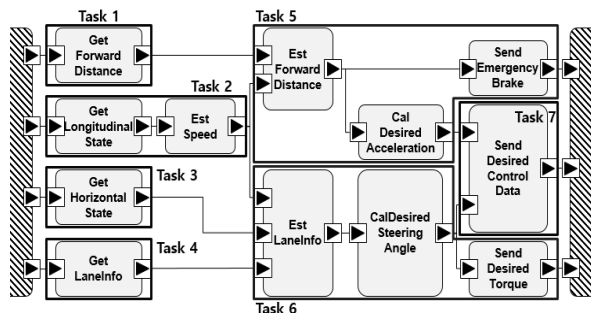 Task 1
Get
Forward
Distance
Task 2
Get
Longitudinal
State
Est
Speed
Task 3
Get
Horizontal
State
Task 4
Get
LaneInfo
Task 5
Est
Forward
Distance
Send
Emergency
Brake
Cal
Desired
Acceleration
Task 7
Send
Desired
Control
Data
Est
LaneInfo
CalDesired
Steering
Angle
Send
Desired
Torque
Task 6